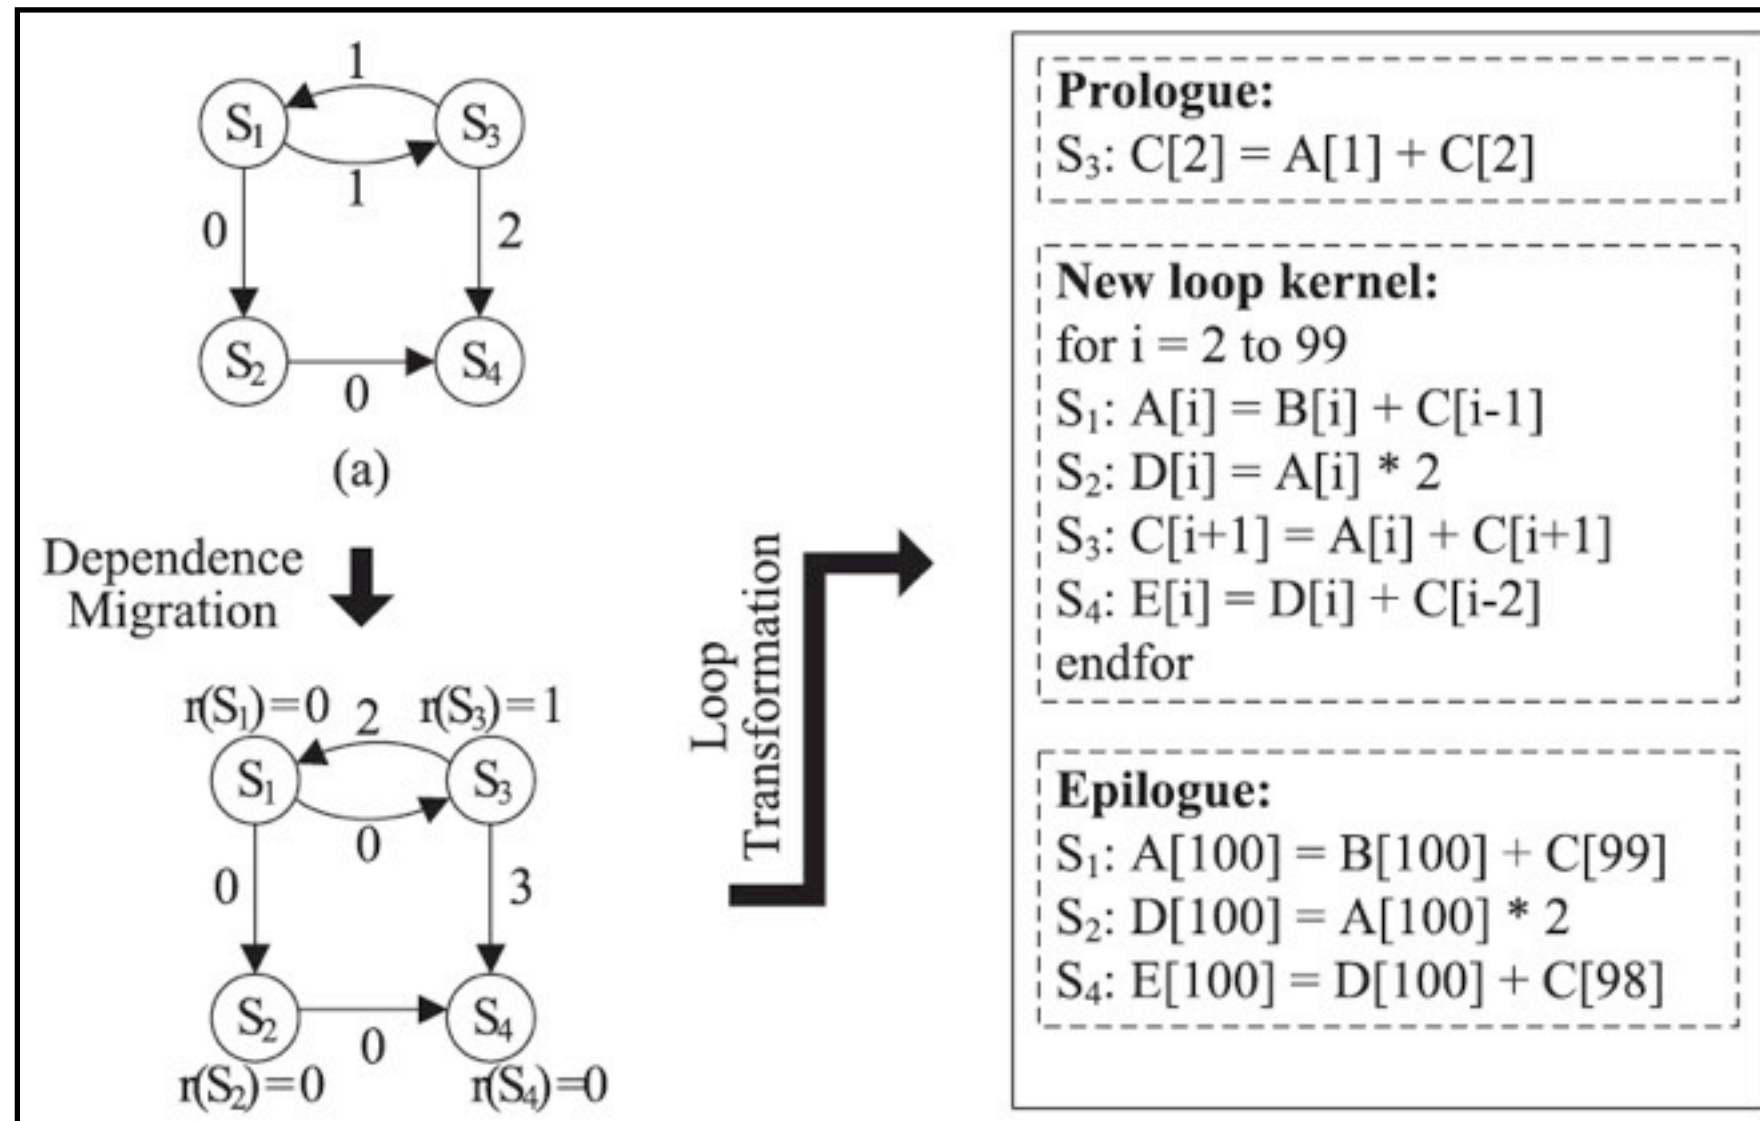 1
S₁ S₃
1
0 2
S₂ S₄
0
(a)
Dependence
Migration
r(S₁)=0 2 r(S₃)=1
S₁ S₃
0
0 3
S₂ S₄
0
r(S₂)=0 r(S₄)=0
Loop
Transformation
Prologue:
S₃: C[2] = A[1] + C[2]
New loop kernel:
for i = 2 to 99
S₁: A[i] = B[i] + C[i-1]
S₂: D[i] = A[i] * 2
S₃: C[i+1] = A[i] + C[i+1]
S₄: E[i] = D[i] + C[i-2]
endfor
Epilogue:
S₁: A[100] = B[100] + C[99]
S₂: D[100] = A[100] * 2
S₄: E[100] = D[100] + C[98]